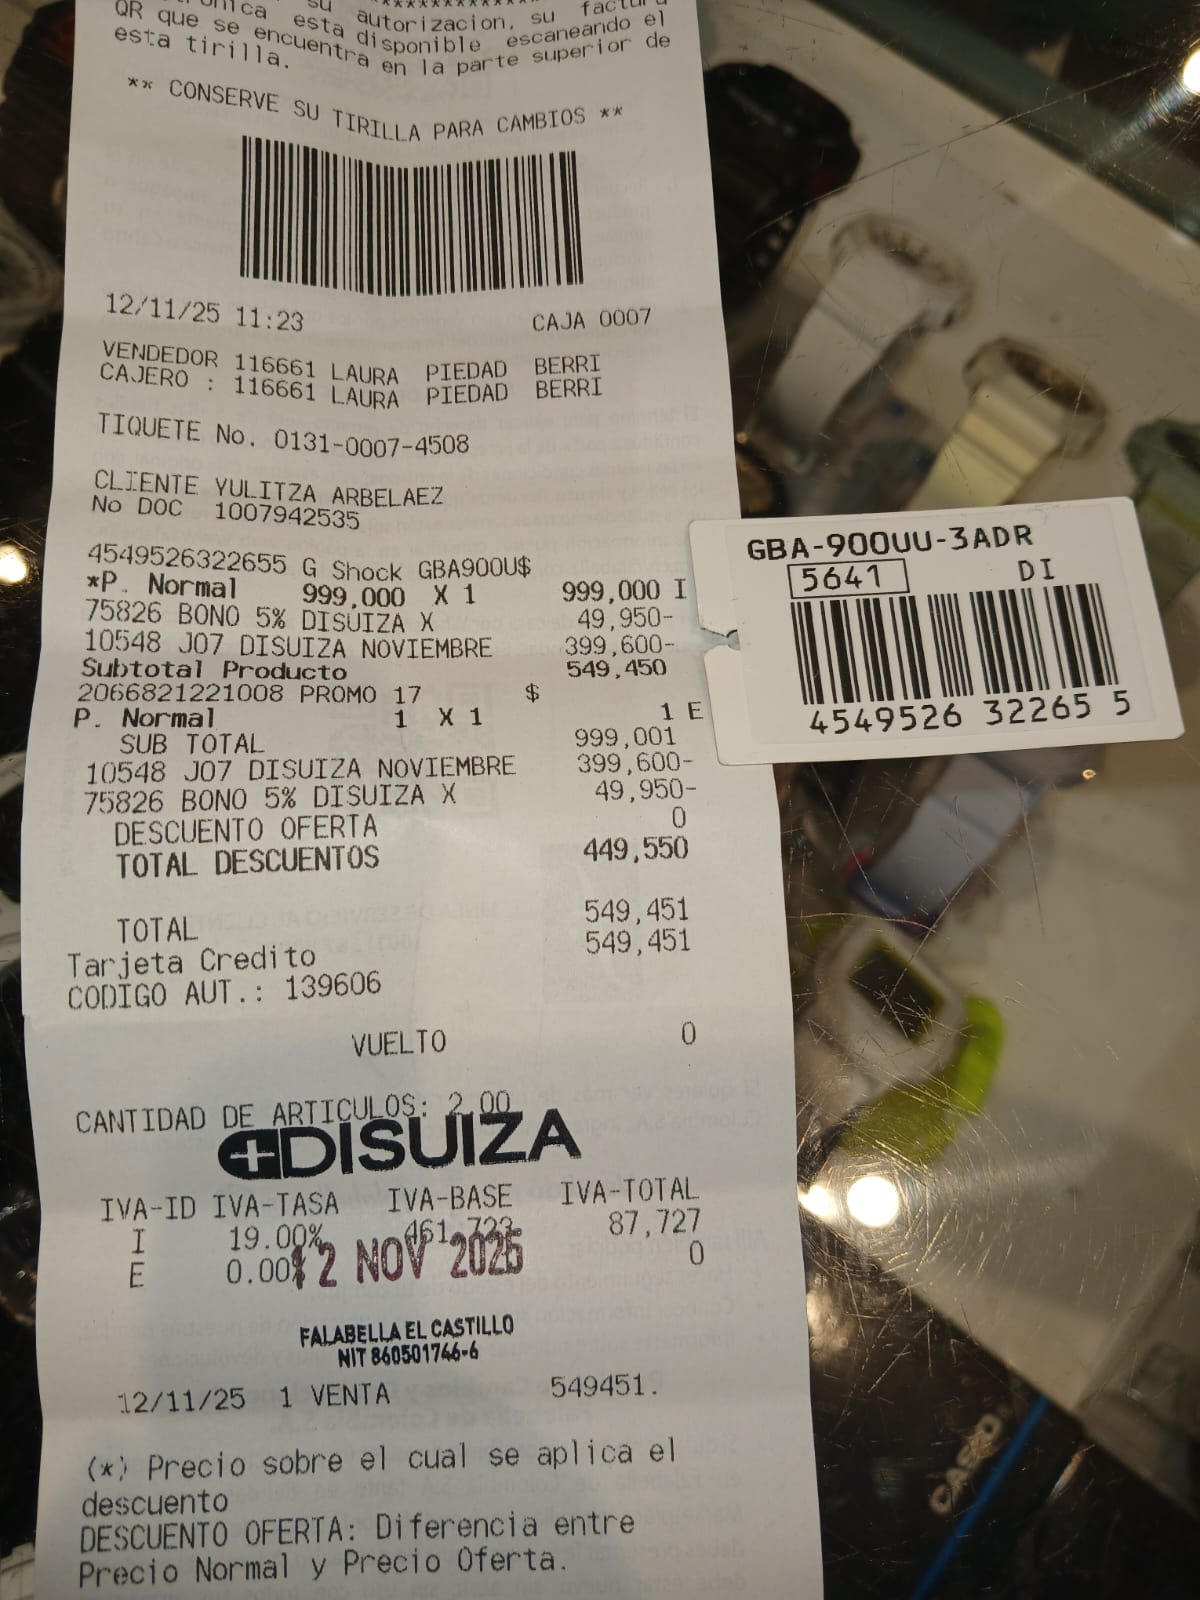 su autorizacion, su factura
QR que se encuentra disponible escaneando el
esta tirilla. en la parte superior de
** CONSERVE SU TIRILLA PARA CAMBIOS **
12/11/25 11:23 CAJA 0007
VENDEDOR 116661 LAURA PIEDAD BERRI
CAJERO : 116661 LAURA PIEDAD BERRI
TIQUETE No. 0131-0007-4508
CLIENTE YULITZA ARBELAEZ
No DOC 1007942535
4549526322655 G Shock GBA900U$
*P. Normal 999,000 X 1 999,000 I
75826 BONO 5% DISUIZA X 49,950-
10548 J07 DISUIZA NOVIEMBRE 399,600-
Subtotal Producto 549,450
2066821221008 PROMO 17 $
P. Normal 1 X 1 1 E
SUB TOTAL 999,001
10548 J07 DISUIZA NOVIEMBRE 399,600-
75826 BONO 5% DISUIZA X 49,950-
DESCUENTO OFERTA 0
TOTAL DESCUENTOS 449,550
TOTAL 549,451
Tarjeta Credito 549,451
CODIGO AUT.: 139606
VUELTO 0
CANTIDAD DE ARTICULOS: 2.00
DISUIZA
IVA-ID IVA-TASA IVA-BASE IVA-TOTAL
I 19.00% 461,723 87,727
E 0.00% 0
12 NOV 2025
FALABELLA EL CASTILLO
NIT 860501746-6
12/11/25 1 VENTA 549451.
(*) Precio sobre el cual se aplica el
descuento
DESCUENTO OFERTA: Diferencia entre
Precio Normal y Precio Oferta.
GBA-900UU-3ADR
5641 DI
4549526 32265 5
CASIO